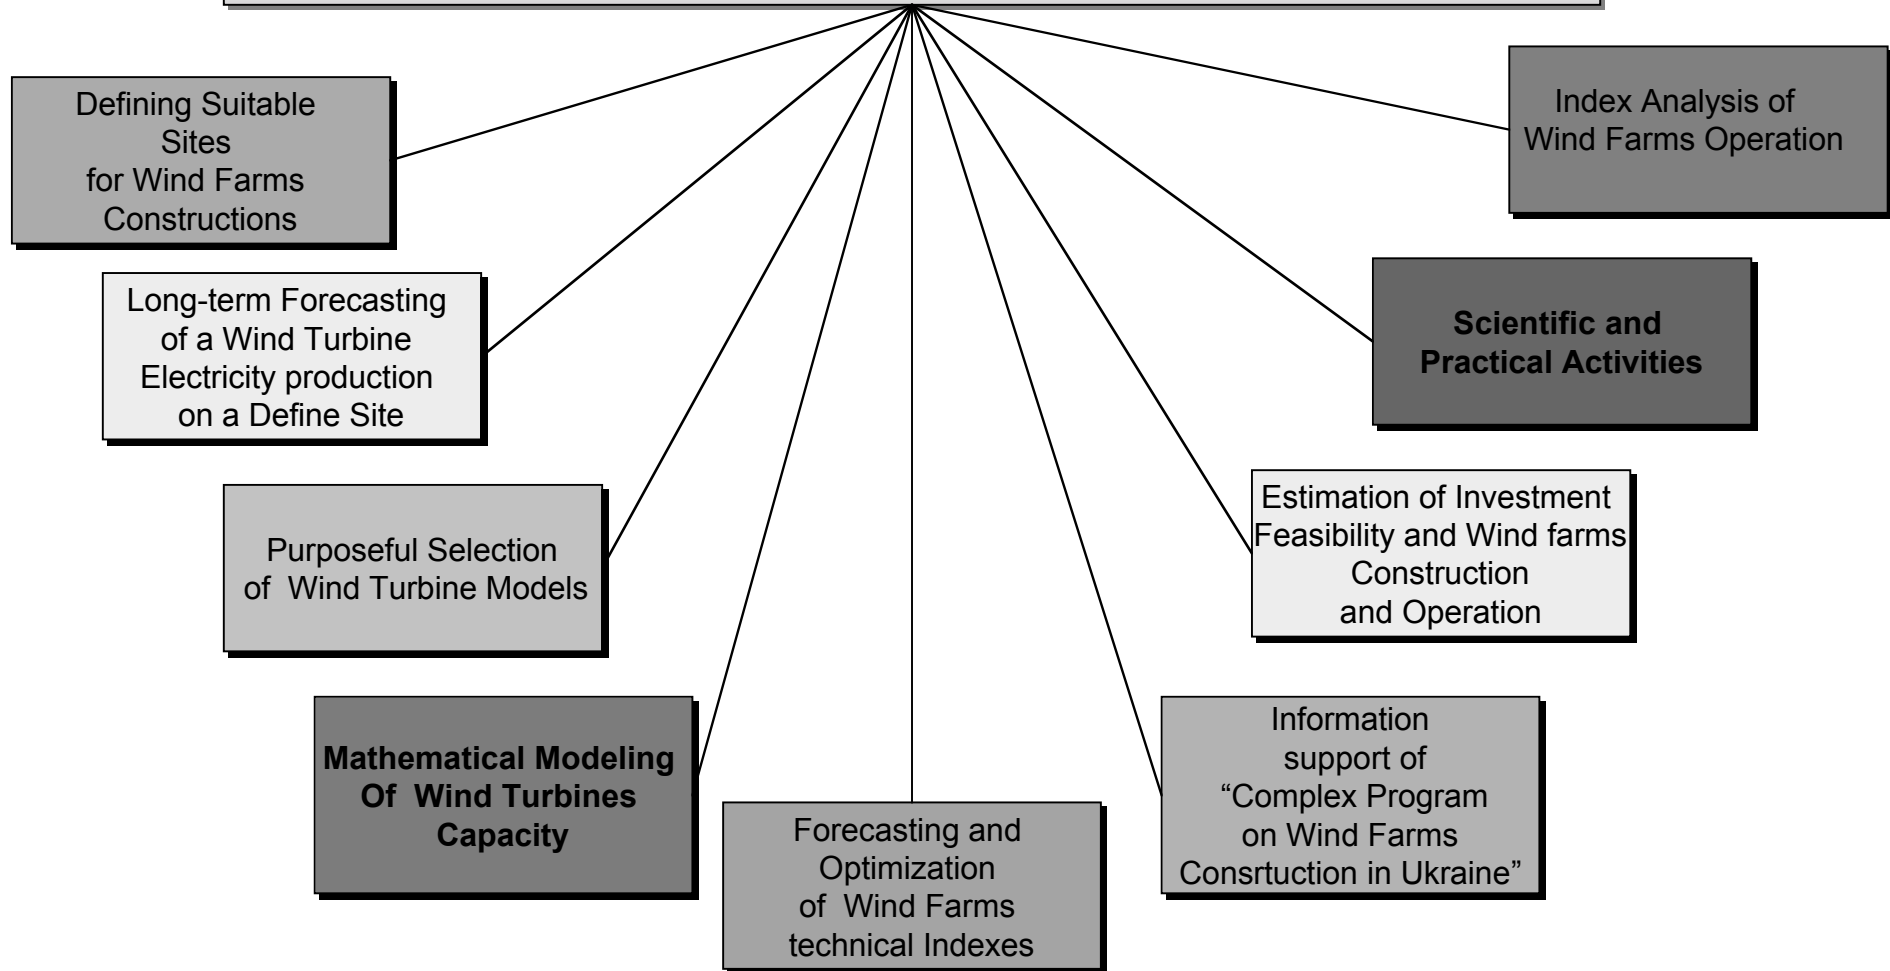 Defining Suitable
Sites
for Wind Farms
Constructions
Index Analysis of
Wind Farms Operation
Long-term Forecasting
of a Wind Turbine
Electricity production
on a Define Site
Scientific and
Practical Activities
Purposeful Selection
of Wind Turbine Models
Estimation of Investment
Feasibility and Wind farms
Construction
and Operation
Mathematical Modeling
Of Wind Turbines
Capacity
Forecasting and
Optimization
of Wind Farms
technical Indexes
Information
support of
“Complex Program
on Wind Farms
Consrtuction in Ukraine”